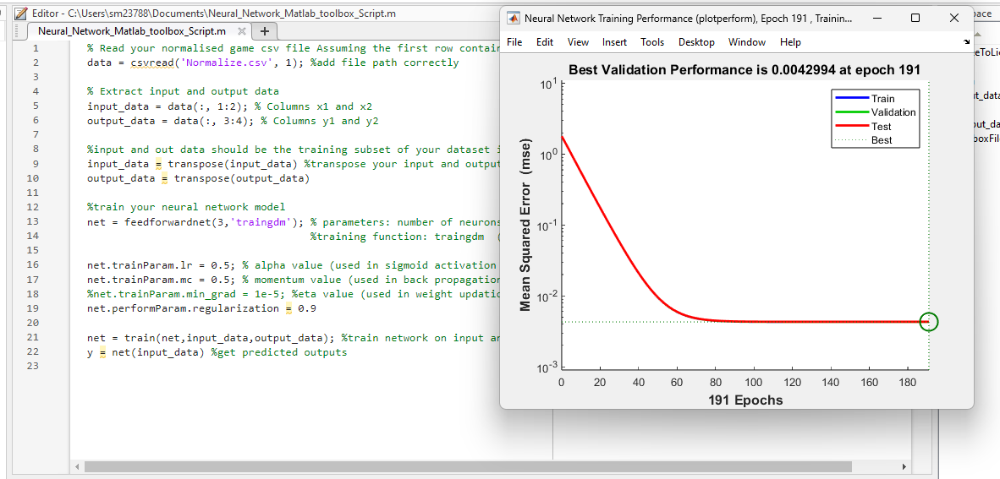 Editor - C:\Users\sm23788\Documents\Neural_Network_Matlab_toolbox_Script.m
Neural_Network_Matlab_toolbox_Script.m
1 % Read your normalised game csv file Assuming the first row contai
2 data = csvread('Normalize.csv', 1); %add file path correctly
3
4 % Extract input and output data
5 input_data = data(:, 1:2); % Columns x1 and x2
6 output_data = data(:, 3:4); % Columns y1 and y2
7
8 %input and out data should be the training subset of your dataset
9 input_data = transpose(input_data) %transpose your input and output
10 output_data = transpose(output_data)
11
12 %train your neural network model
13 net = feedforwardnet(3,'traingdm'); % parameters: number of neurons
14 %training function: traingdm (
15
16 net.trainParam.lr = 0.5; % alpha value (used in sigmoid activation
17 net.trainParam.mc = 0.5; % momentum value (used in back propagation
18 %net.trainParam.min_grad = 1e-5; %eta value (used in weight updatio
19 net.performParam.regularization = 0.9
20
21 net = train(net,input_data,output_data); %train network on input an
22 y = net(input_data) %get predicted outputs
23
Neural Network Training Performance (plotperform), Epoch 191 , Trainin...
File Edit View Insert Tools Desktop Window Help
Best Validation Performance is 0.0042994 at epoch 191
Train
Validation
Test
Best
Mean Squared Error (mse)
10^1
10^0
10^-1
10^-2
10^-3
0 20 40 60 80 100 120 140 160 180
191 Epochs
pace
eToLi
t_data
ut_da
oxFil